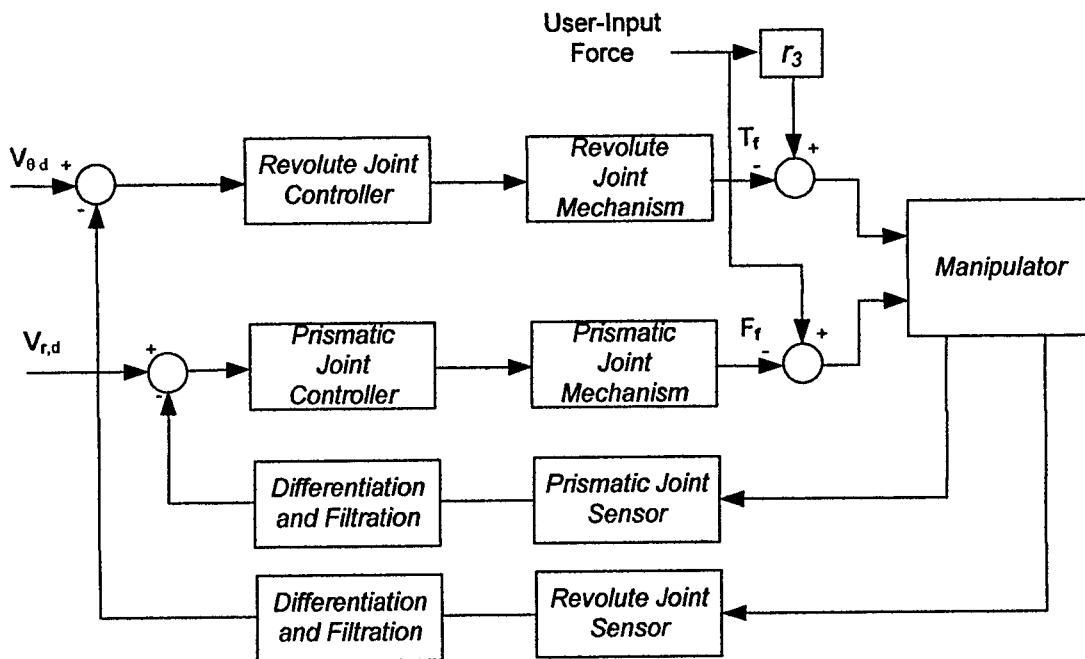 User-Input
Force
r3
Vθ d
+
-
Revolute Joint
Controller
Revolute
Joint
Mechanism
Tf
-
+
Manipulator
Vr,d
+
-
Prismatic
Joint
Controller
Prismatic
Joint
Mechanism
Ff
-
+
Differentiation
and Filtration
Prismatic Joint
Sensor
Differentiation
and Filtration
Revolute Joint
Sensor